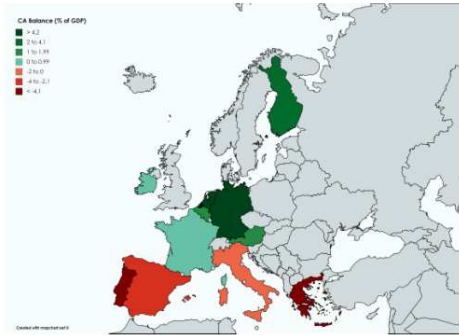 CA Balance (% of GDP)
> 4,2
2 to 4,1
1 to 1,99
0 to 0,99
-2 to 0
-4 to -2,1
< -4,1
Created with mapchart.net ©